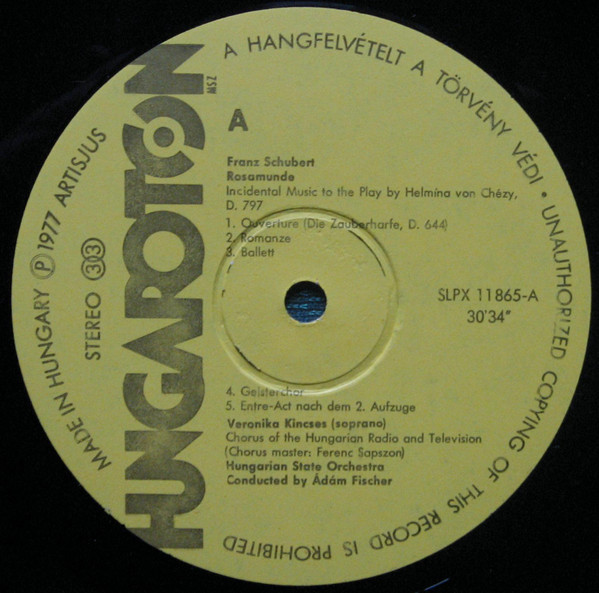 A HANGFELVÉTELT A TÖRVÉNY VÉDI • UNAUTHORIZED COPYING OF THIS RECORD IS PROHIBITED
MADE IN HUNGARY Ⓟ 1977 ARTISJUS
STEREO 33
HUNGAROTON
MSZ
A
Franz Schubert
Rosamunde
Incidental Music to the Play by Helmina von Chézy,
D. 797
1. Ouverture (Die Zauberharfe, D. 644)
2. Romanze
3. Ballett
SLPX 11865-A
30'34"
4. Geisterchor
5. Entre-Act nach dem 2. Aufzuge
Veronika Kincses (soprano)
Chorus of the Hungarian Radio and Television
(Chorus master: Ferenc Sapszon)
Hungarian State Orchestra
Conducted by Ádám Fischer